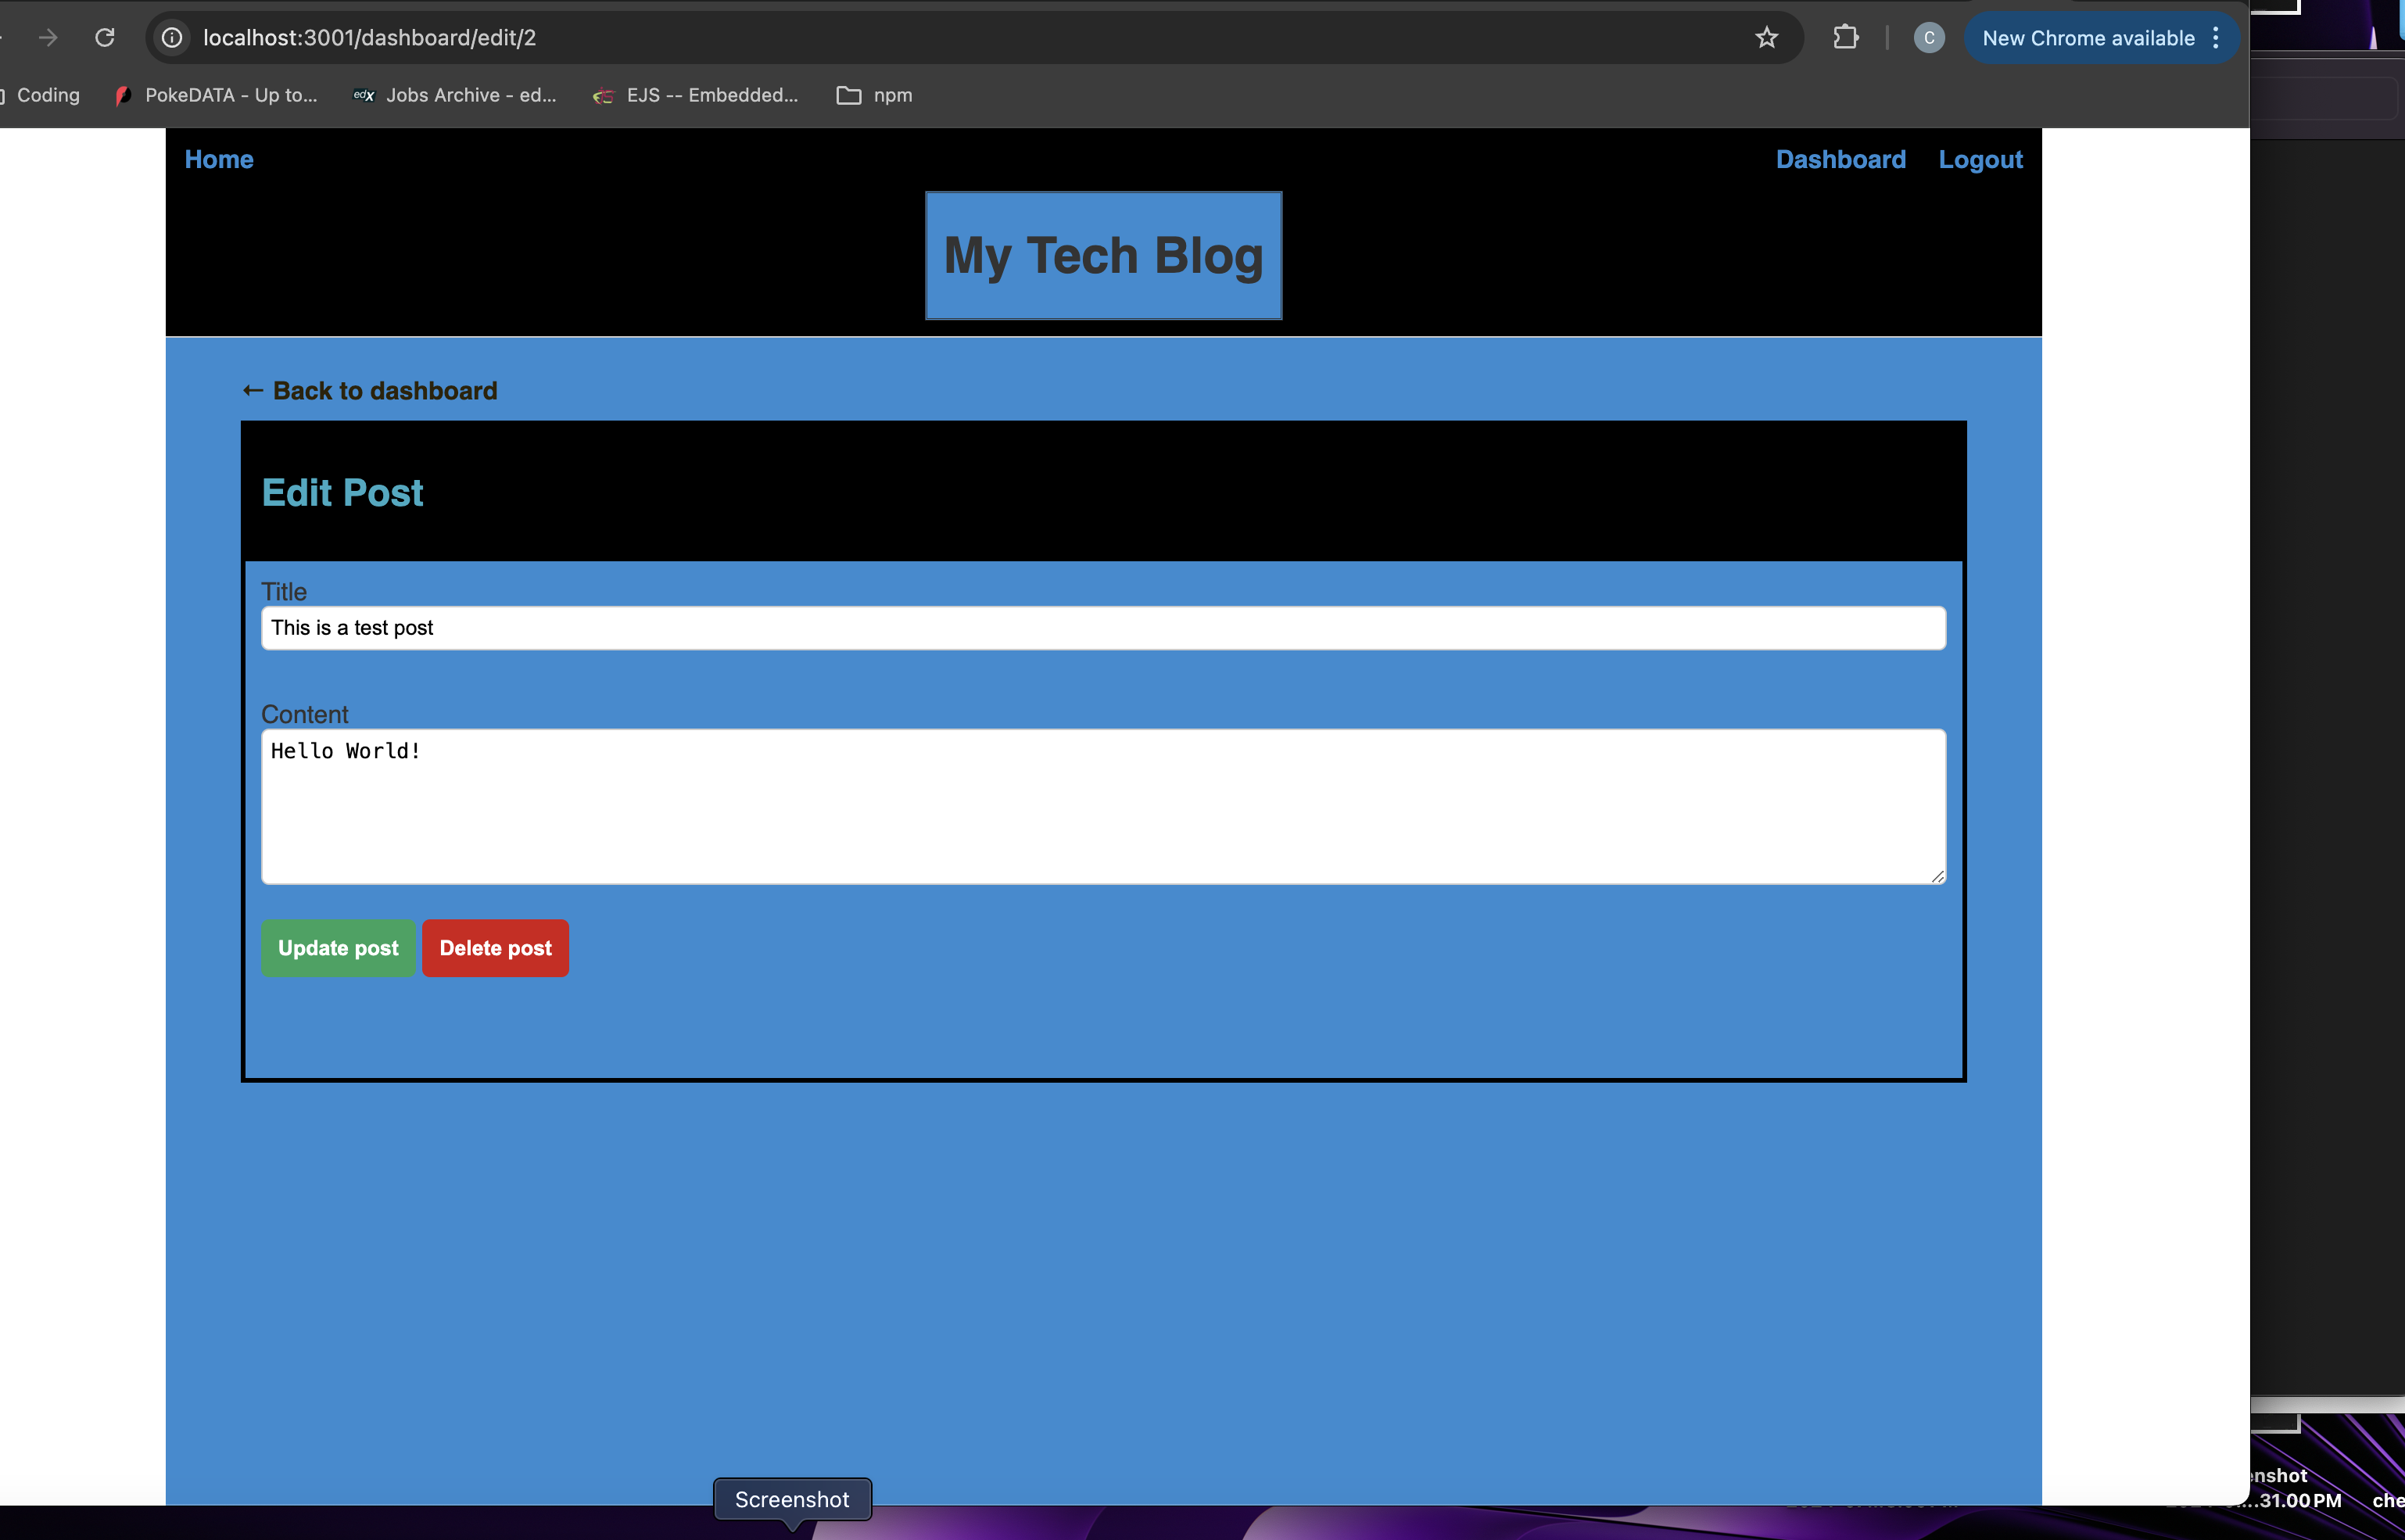 localhost:3001/dashboard/edit/2
C
New Chrome available
Coding
PokeDATA - Up to...
edX
Jobs Archive - ed...
EJS -- Embedded...
npm
Home
Dashboard
Logout
My Tech Blog
← Back to dashboard
Edit Post
Title
This is a test post
Content
Hello World!
Update post
Delete post
Screenshot
enshot
...31.00 PM
che